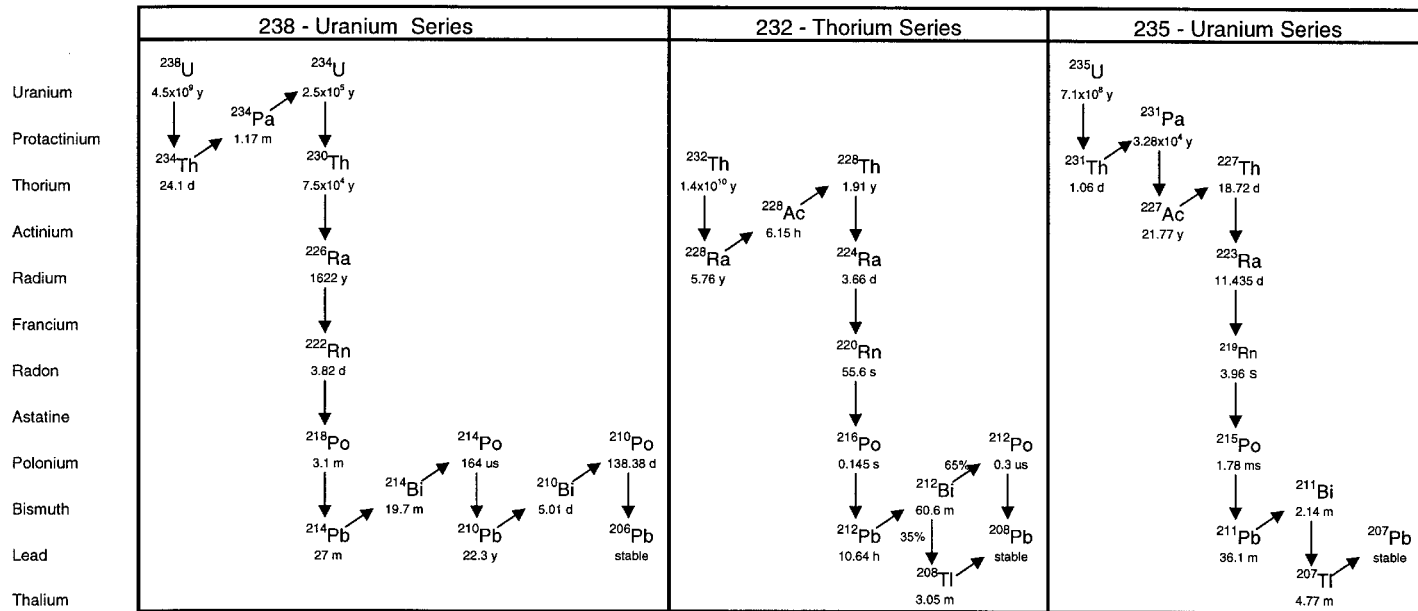 238 - Uranium Series
232 - Thorium Series
235 - Uranium Series
Uranium
Protactinium
Thorium
Actinium
Radium
Francium
Radon
Astatine
Polonium
Bismuth
Lead
Thalium
²³⁸U
4.5x10⁹ y
²³⁴Pa
1.17 m
²³⁴Th
24.1 d
²³⁴U
2.5x10⁵ y
²³⁰Th
7.5x10⁴ y
²²⁶Ra
1622 y
²²²Rn
3.82 d
²¹⁸Po
3.1 m
²¹⁴Pb
27 m
²¹⁴Bi
19.7 m
²¹⁴Po
164 us
²¹⁰Pb
22.3 y
²¹⁰Bi
5.01 d
²¹⁰Po
138.38 d
²⁰⁶Pb
stable
²³²Th
1.4x10¹⁰ y
²²⁸Ra
5.76 y
²²⁸Ac
6.15 h
²²⁸Th
1.91 y
²²⁴Ra
3.66 d
²²⁰Rn
55.6 s
²¹⁶Po
0.145 s
²¹²Pb
10.64 h
²¹²Bi
60.6 m
65%
35%
²¹²Po
0.3 us
²⁰⁸Pb
stable
²⁰⁸Tl
3.05 m
²³⁵U
7.1x10⁸ y
²³¹Th
1.06 d
²³¹Pa
3.28x10⁴ y
²²⁷Ac
21.77 y
²²⁷Th
18.72 d
²²³Ra
11.435 d
²¹⁹Rn
3.96 S
²¹⁵Po
1.78 ms
²¹¹Pb
36.1 m
²¹¹Bi
2.14 m
²⁰⁷Tl
4.77 m
²⁰⁷Pb
stable